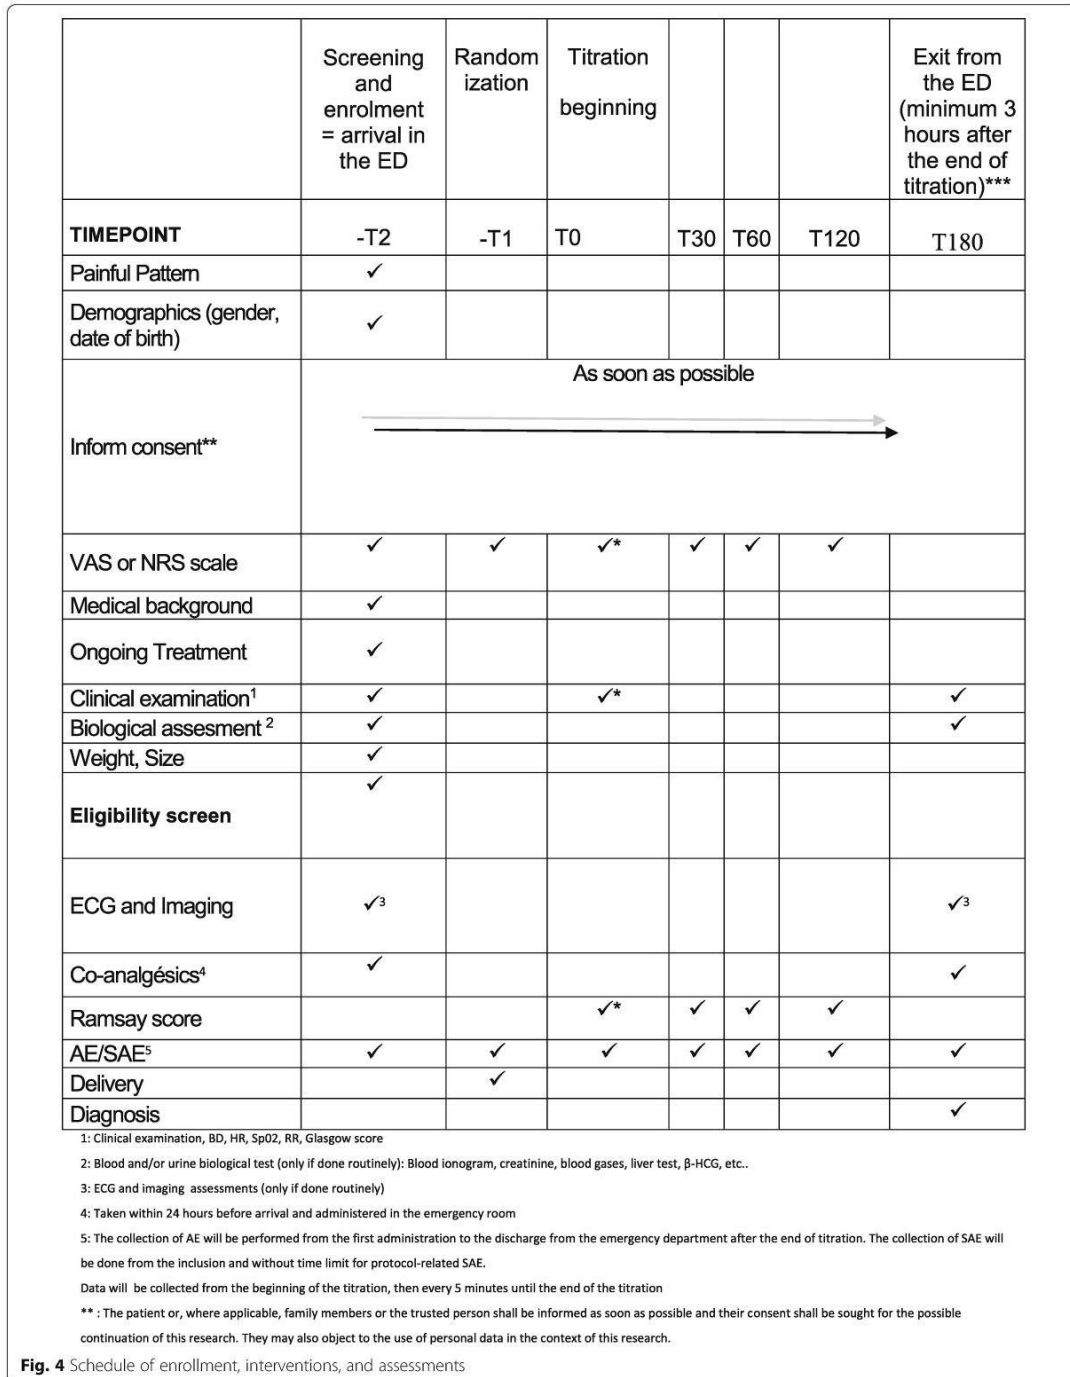 Screening and enrolment = arrival in the ED
Random ization
Titration beginning
Exit from the ED (minimum 3 hours after the end of titration)***
TIMEPOINT -T2 -T1 T0 T30 T60 T120 T180
Painful Pattern ✓
Demographics (gender, date of birth) ✓
As soon as possible
Inform consent**
VAS or NRS scale ✓ ✓ ✓* ✓ ✓ ✓
Medical background ✓
Ongoing Treatment ✓
Clinical examination¹ ✓ ✓* ✓
Biological assesment ² ✓ ✓
Weight, Size ✓
Eligibility screen ✓
ECG and Imaging ✓³ ✓³
Co-analgésics⁴ ✓ ✓
Ramsay score ✓* ✓ ✓ ✓
AE/SAE⁵ ✓ ✓ ✓ ✓ ✓ ✓ ✓
Delivery ✓
Diagnosis ✓
1: Clinical examination, BD, HR, Sp02, RR, Glasgow score
2: Blood and/or urine biological test (only if done routinely): Blood ionogram, creatinine, blood gases, liver test, β-HCG, etc..
3: ECG and imaging assessments (only if done routinely)
4: Taken within 24 hours before arrival and administered in the emergency room
5: The collection of AE will be performed from the first administration to the discharge from the emergency department after the end of titration. The collection of SAE will
be done from the inclusion and without time limit for protocol-related SAE.
Data will be collected from the beginning of the titration, then every 5 minutes until the end of the titration
** : The patient or, where applicable, family members or the trusted person shall be informed as soon as possible and their consent shall be sought for the possible
continuation of this research. They may also object to the use of personal data in the context of this research.
Fig. 4 Schedule of enrollment, interventions, and assessments